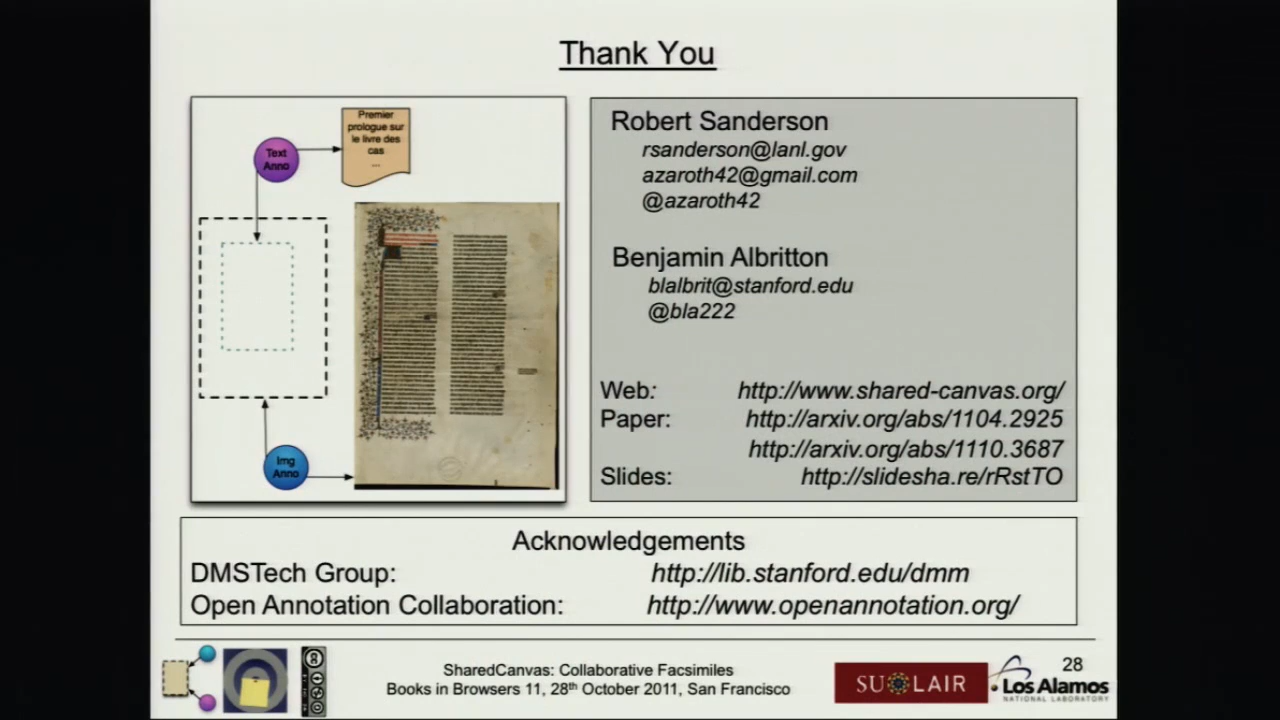 Thank You
Premier
prologue sur
le livre des
cas
...
Text
Anno
Img
Anno
Robert Sanderson
rsanderson@lanl.gov
azaroth42@gmail.com
@azaroth42
Benjamin Albritton
blalbrit@stanford.edu
@bla222
Web: http://www.shared-canvas.org/
Paper: http://arxiv.org/abs/1104.2925
http://arxiv.org/abs/1110.3687
Slides: http://slidesha.re/rRstTO
Acknowledgements
DMSTech Group: http://lib.stanford.edu/dmm
Open Annotation Collaboration: http://www.openannotation.org/
SharedCanvas: Collaborative Facsimiles
Books in Browsers 11, 28th October 2011, San Francisco
SULAIR
Los Alamos
NATIONAL LABORATORY
28